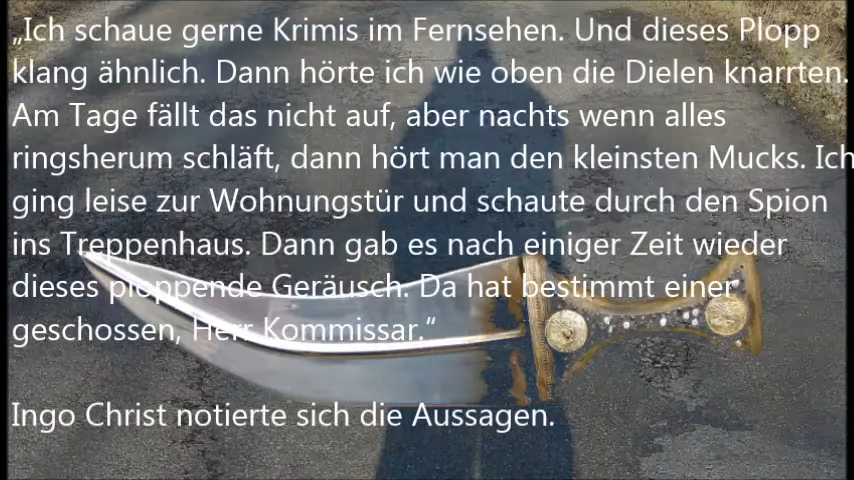 „Ich schaue gerne Krimis im Fernsehen. Und dieses Plopp
klang ähnlich. Dann hörte ich wie oben die Dielen knarrten.
Am Tage fällt das nicht auf, aber nachts wenn alles
ringsherum schläft, dann hört man den kleinsten Mucks. Ich
ging leise zur Wohnungstür und schaute durch den Spion
ins Treppenhaus. Dann gab es nach einiger Zeit wieder
dieses ploppende Geräusch. Da hat bestimmt einer
geschossen, Herr Kommissar.“
Ingo Christ notierte sich die Aussagen.